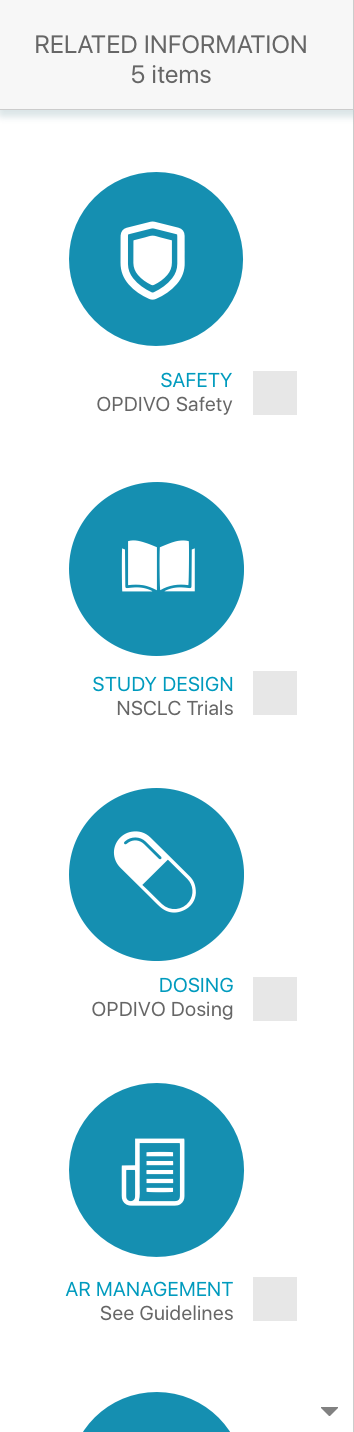 RELATED INFORMATION
5 items
SAFETY
OPDIVO Safety
STUDY DESIGN
NSCLC Trials
DOSING
OPDIVO Dosing
AR MANAGEMENT
See Guidelines